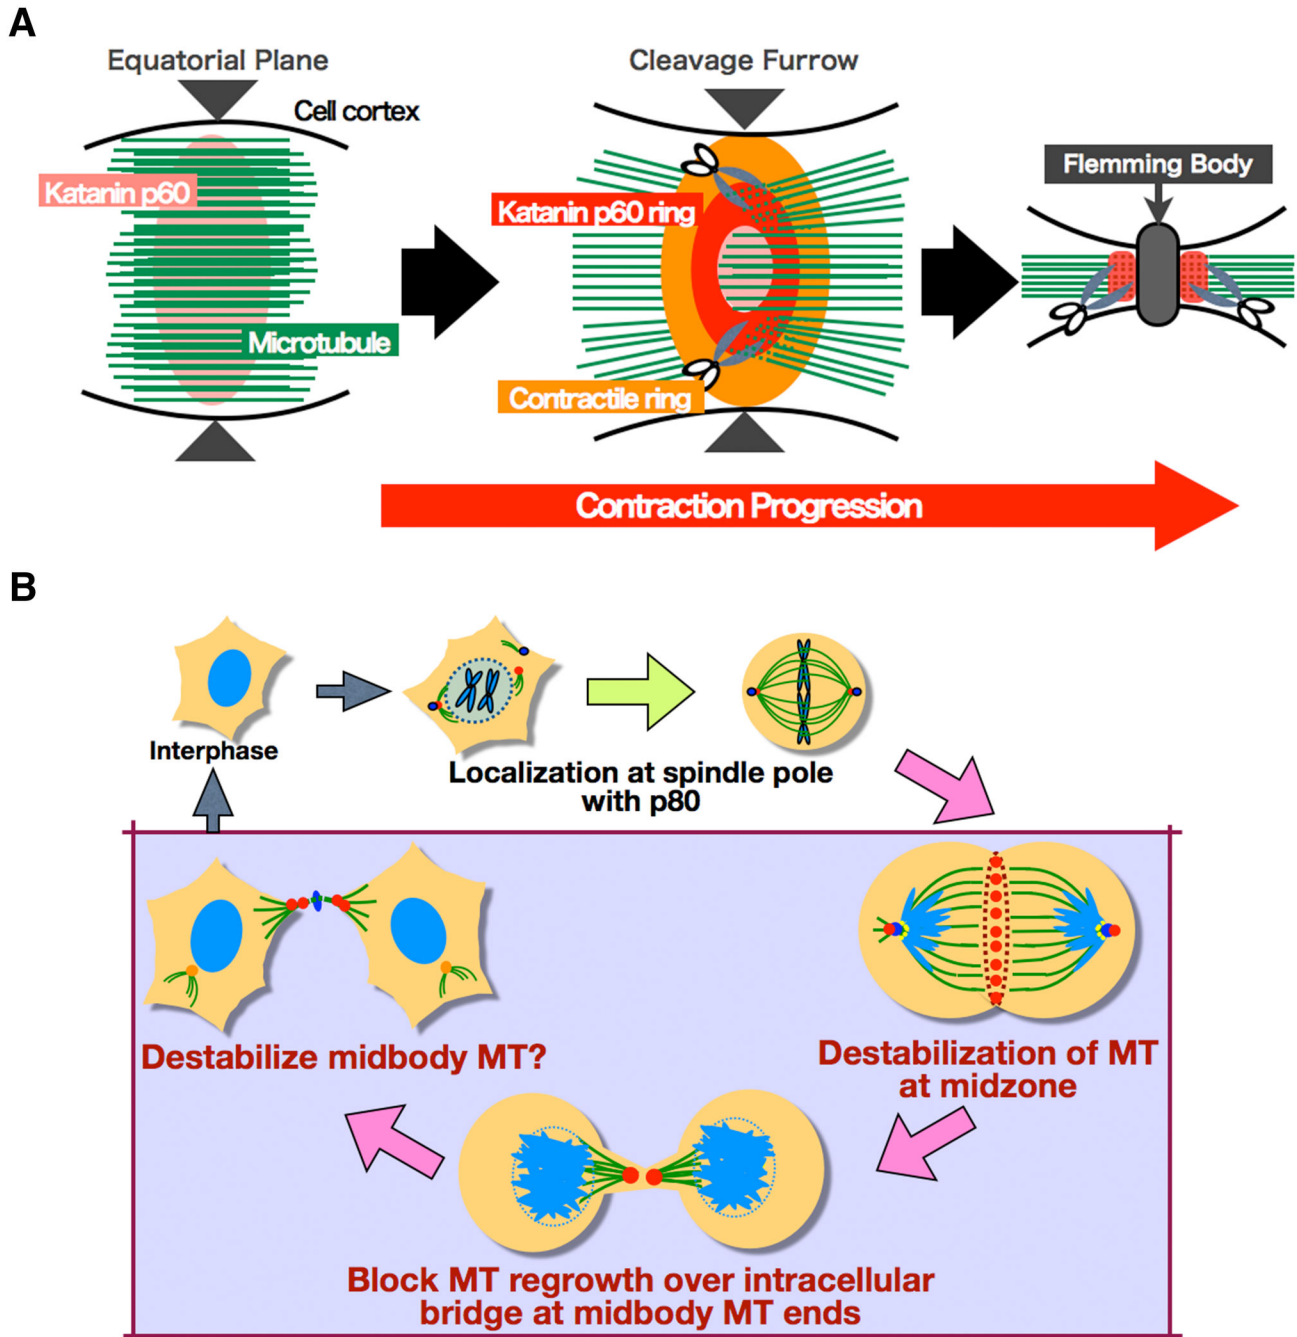 A
Equatorial Plane
Cell cortex
Katanin p60
Microtubule
Cleavage Furrow
Katanin p60 ring
Contractile ring
Flemming Body
Contraction Progression
B
Interphase
Localization at spindle pole
with p80
Destabilization of MT
at midzone
Destabilize midbody MT?
Block MT regrowth over intracellular
bridge at midbody MT ends